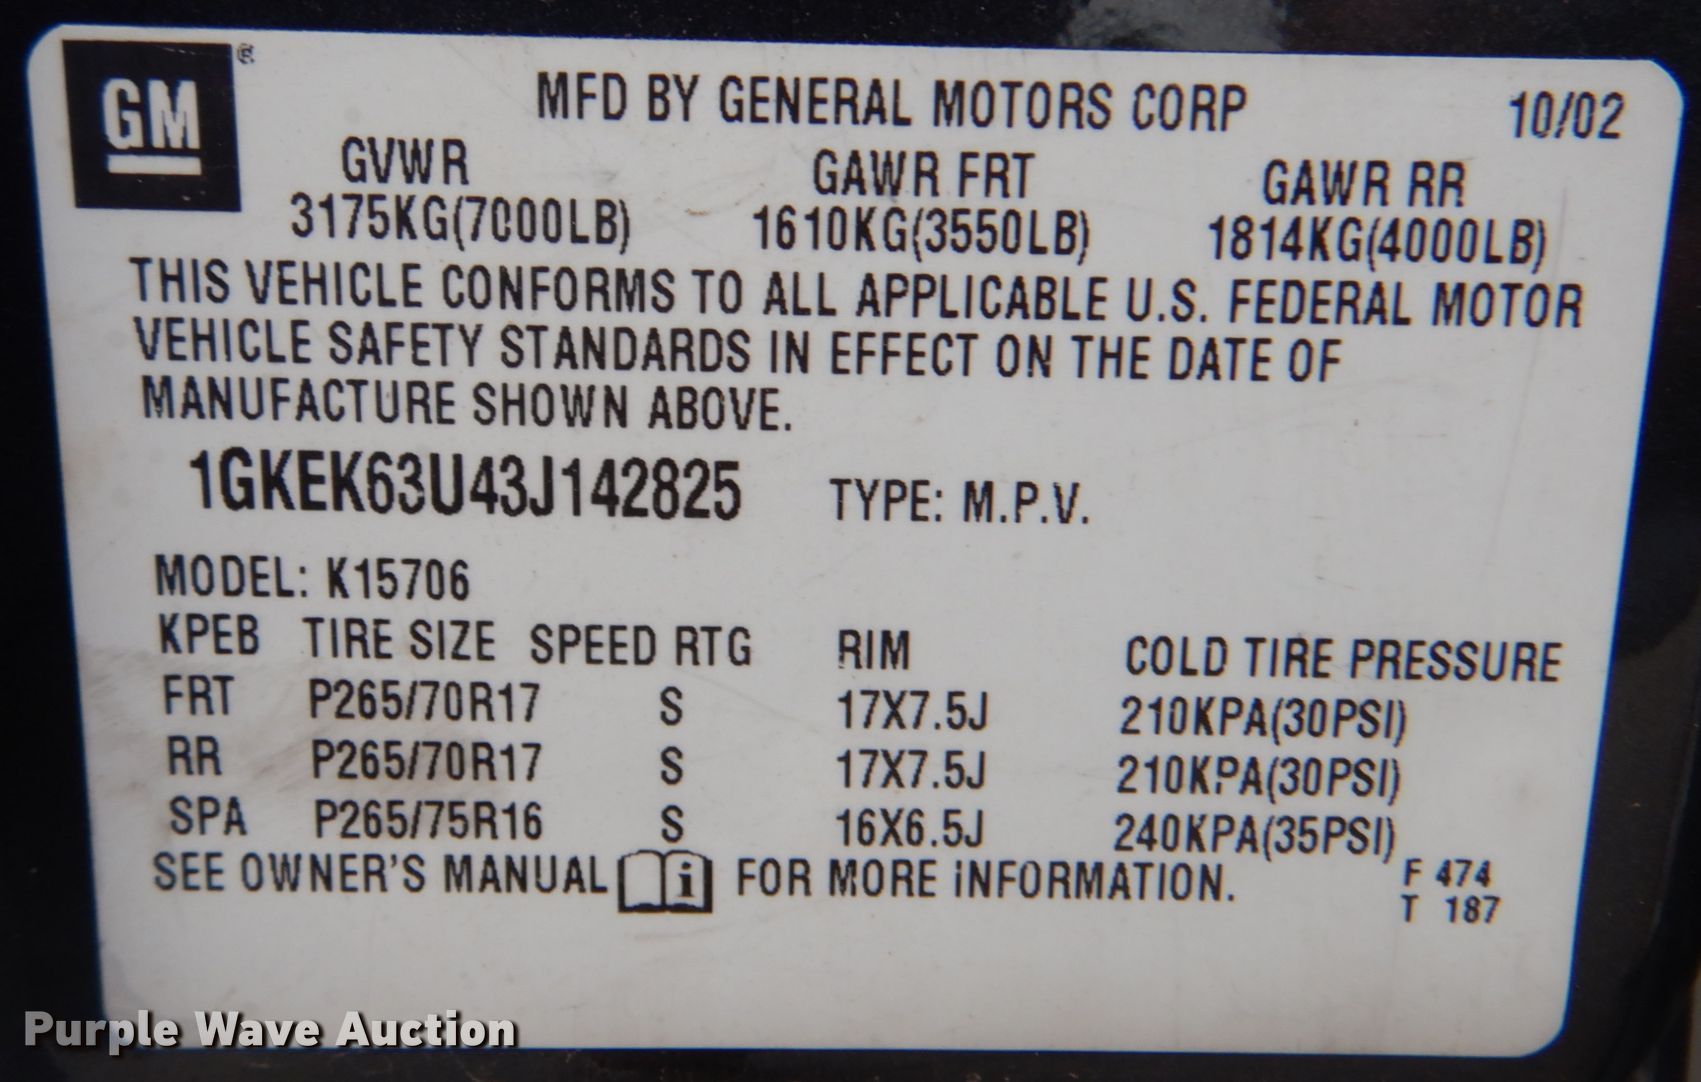 GM ®
MFD BY GENERAL MOTORS CORP 10/02
GVWR GAWR FRT GAWR RR
3175KG(7000LB) 1610KG(3550LB) 1814KG(4000LB)
THIS VEHICLE CONFORMS TO ALL APPLICABLE U.S. FEDERAL MOTOR
VEHICLE SAFETY STANDARDS IN EFFECT ON THE DATE OF
MANUFACTURE SHOWN ABOVE.
1GKEK63U43J142825 TYPE: M.P.V.
MODEL: K15706
KPEB TIRE SIZE SPEED RTG RIM COLD TIRE PRESSURE
FRT P265/70R17 S 17X7.5J 210KPA(30PSI)
RR P265/70R17 S 17X7.5J 210KPA(30PSI)
SPA P265/75R16 S 16X6.5J 240KPA(35PSI)
SEE OWNER'S MANUAL i FOR MORE INFORMATION.
F 474
T 187
Purple Wave Auction